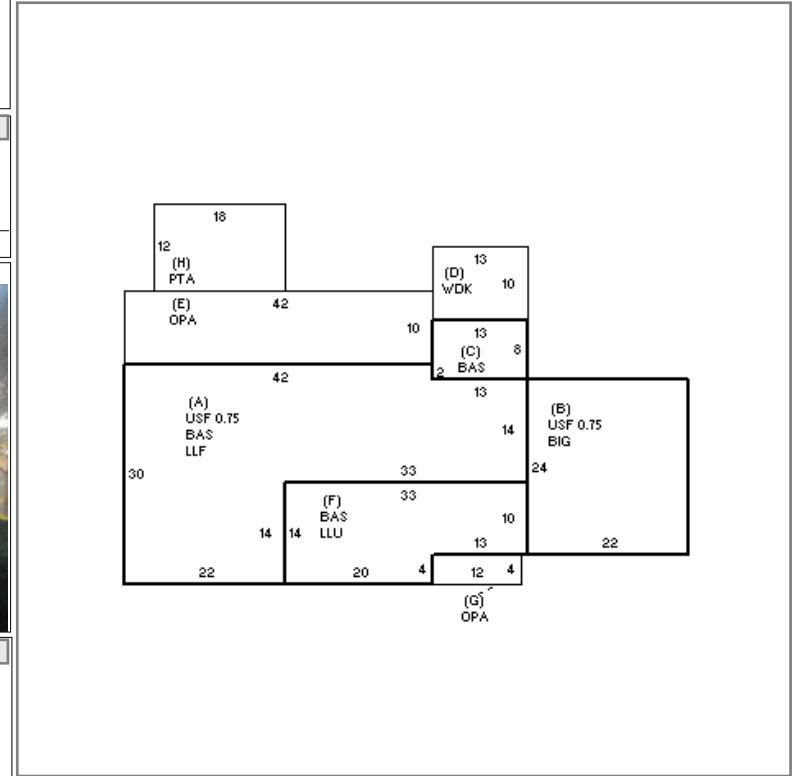 18
12
(H)
PTA
13
(D)
WDK
10
(E)
OPA
42
10
13
(C)
BAS
8
2
42
13
(A)
USF 0.75
BAS
LLF
14
(B)
USF 0.75
BIG
30
33
24
33
(F)
BAS
LLU
10
14
14
13
22
22
20
4
12
4
(G)
OPA